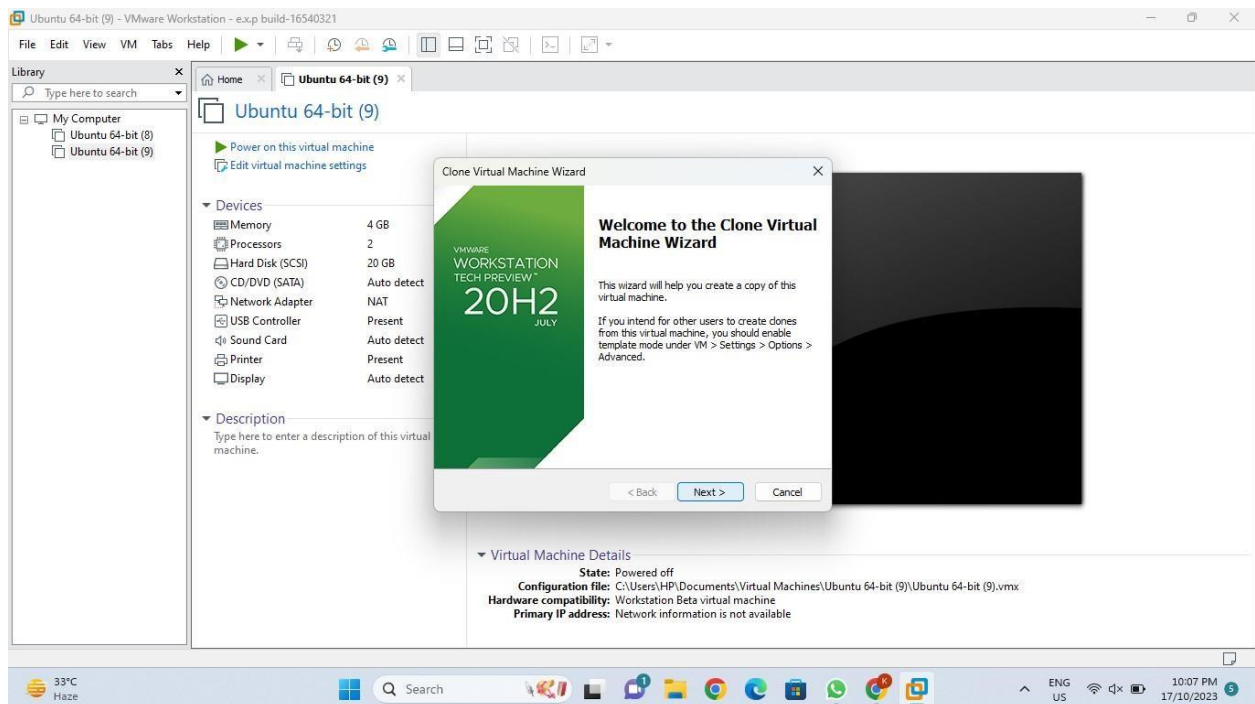 Ubuntu 64-bit (9) - VMware Workstation - e.x.p build-16540321
File Edit View VM Tabs Help
Library
Type here to search
My Computer
Ubuntu 64-bit (8)
Ubuntu 64-bit (9)
Home
Ubuntu 64-bit (9)
Ubuntu 64-bit (9)
Power on this virtual machine
Edit virtual machine settings
Devices
Memory 4 GB
Processors 2
Hard Disk (SCSI) 20 GB
CD/DVD (SATA) Auto detect
Network Adapter NAT
USB Controller Present
Sound Card Auto detect
Printer Present
Display Auto detect
Description
Type here to enter a description of this virtual
machine.
Clone Virtual Machine Wizard
VMWARE
WORKSTATION
TECH PREVIEW™
20H2
JULY
Welcome to the Clone Virtual
Machine Wizard
This wizard will help you create a copy of this
virtual machine.
If you intend for other users to create clones
from this virtual machine, you should enable
template mode under VM > Settings > Options >
Advanced.
< Back
Next >
Cancel
Virtual Machine Details
State: Powered off
Configuration file: C:\Users\HP\Documents\Virtual Machines\Ubuntu 64-bit (9)\Ubuntu 64-bit (9).vmx
Hardware compatibility: Workstation Beta virtual machine
Primary IP address: Network information is not available
33°C
Haze
Search
1
K
ENG
US
10:07 PM
17/10/2023
5